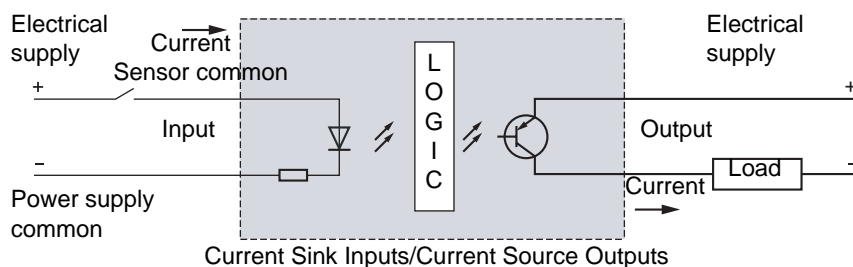 Electrical
supply
Current
Sensor common
+
Input
−
Power supply
common
L
O
G
I
C
Electrical
supply
+
Output
−
Load
Current
Current Sink Inputs/Current Source Outputs